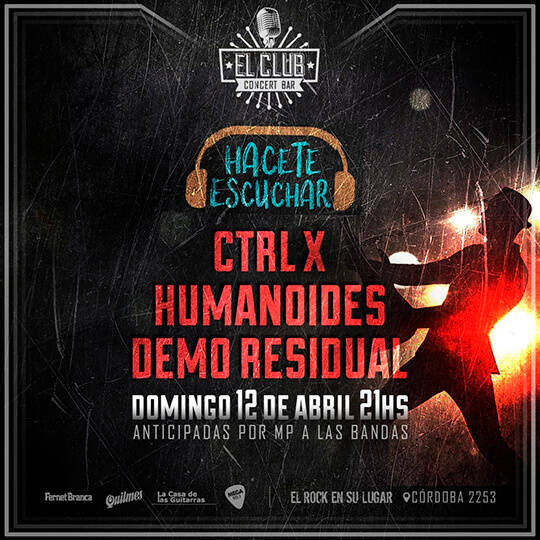 EL CLUB
CONCERT BAR
HACETE
ESCUCHAR
CTRL X
HUMANOIDES
DEMO RESIDUAL
DOMINGO 12 DE ABRIL 21HS
ANTICIPADAS POR MP A LAS BANDAS
Fernet Branca
Quilmes
La Casa de
las Guitarras
MEGA
EL ROCK EN SU LUGAR
CÓRDOBA 2253